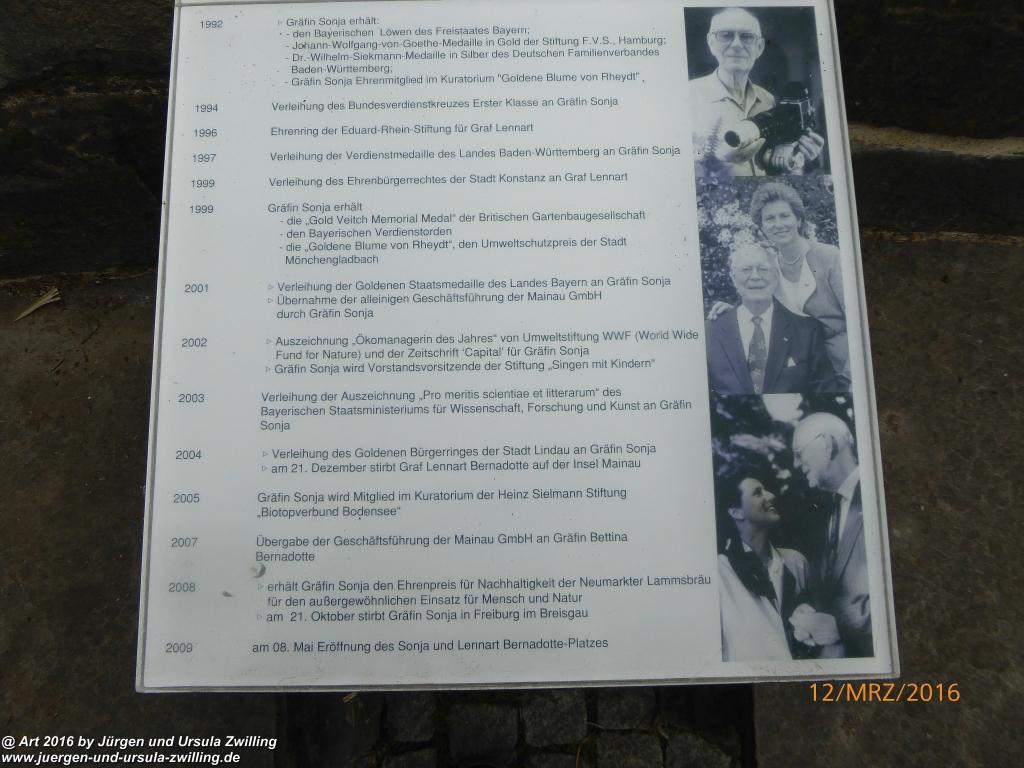 1992 ▹ Gräfin Sonja erhält:
- den Bayerischen Löwen des Freistaates Bayern;
- Johann-Wolfgang-von-Goethe-Medaille in Gold der Stiftung F.V.S., Hamburg;
- Dr.-Wilhelm-Siekmann-Medaille in Silber des Deutschen Familienverbandes
Baden-Württemberg;
- Gräfin Sonja Ehrenmitglied im Kuratorium "Goldene Blume von Rheydt",
1994 Verleihung des Bundesverdienstkreuzes Erster Klasse an Gräfin Sonja
1996 Ehrenring der Eduard-Rhein-Stiftung für Graf Lennart
1997 Verleihung der Verdienstmedaille des Landes Baden-Württemberg an Gräfin Sonja
1999 Verleihung des Ehrenbürgerrechtes der Stadt Konstanz an Graf Lennart
1999 Gräfin Sonja erhält
- die „Gold Veitch Memorial Medal" der Britischen Gartenbaugesellschaft
- den Bayerischen Verdienstorden
- die „Goldene Blume von Rheydt", den Umweltschutzpreis der Stadt
Mönchengladbach
2001 ▹ Verleihung der Goldenen Staatsmedaille des Landes Bayern an Gräfin Sonja
▹ Übernahme der alleinigen Geschäftsführung der Mainau GmbH
durch Gräfin Sonja
2002 ▹ Auszeichnung „Ökomanagerin des Jahres" von Umweltstiftung WWF (World Wide
Fund for Nature) und der Zeitschrift 'Capital' für Gräfin Sonja
▹ Gräfin Sonja wird Vorstandsvorsitzende der Stiftung „Singen mit Kindern"
2003 Verleihung der Auszeichnung „Pro meritis scientiae et litterarum" des
Bayerischen Staatsministeriums für Wissenschaft, Forschung und Kunst an Gräfin
Sonja
2004 ▹ Verleihung des Goldenen Bürgerringes der Stadt Lindau an Gräfin Sonja
▹ am 21. Dezember stirbt Graf Lennart Bernadotte auf der Insel Mainau
2005 Gräfin Sonja wird Mitglied im Kuratorium der Heinz Sielmann Stiftung
„Biotopverbund Bodensee"
2007 Übergabe der Geschäftsführung der Mainau GmbH an Gräfin Bettina
Bernadotte
2008 ▹ erhält Gräfin Sonja den Ehrenpreis für Nachhaltigkeit der Neumarkter Lammsbräu
für den außergewöhnlichen Einsatz für Mensch und Natur
▹ am 21. Oktober stirbt Gräfin Sonja in Freiburg im Breisgau
2009 am 08. Mai Eröffnung des Sonja und Lennart Bernadotte-Platzes
12/MRZ/2016
@ Art 2016 by Jürgen und Ursula Zwilling
www.juergen-und-ursula-zwilling.de